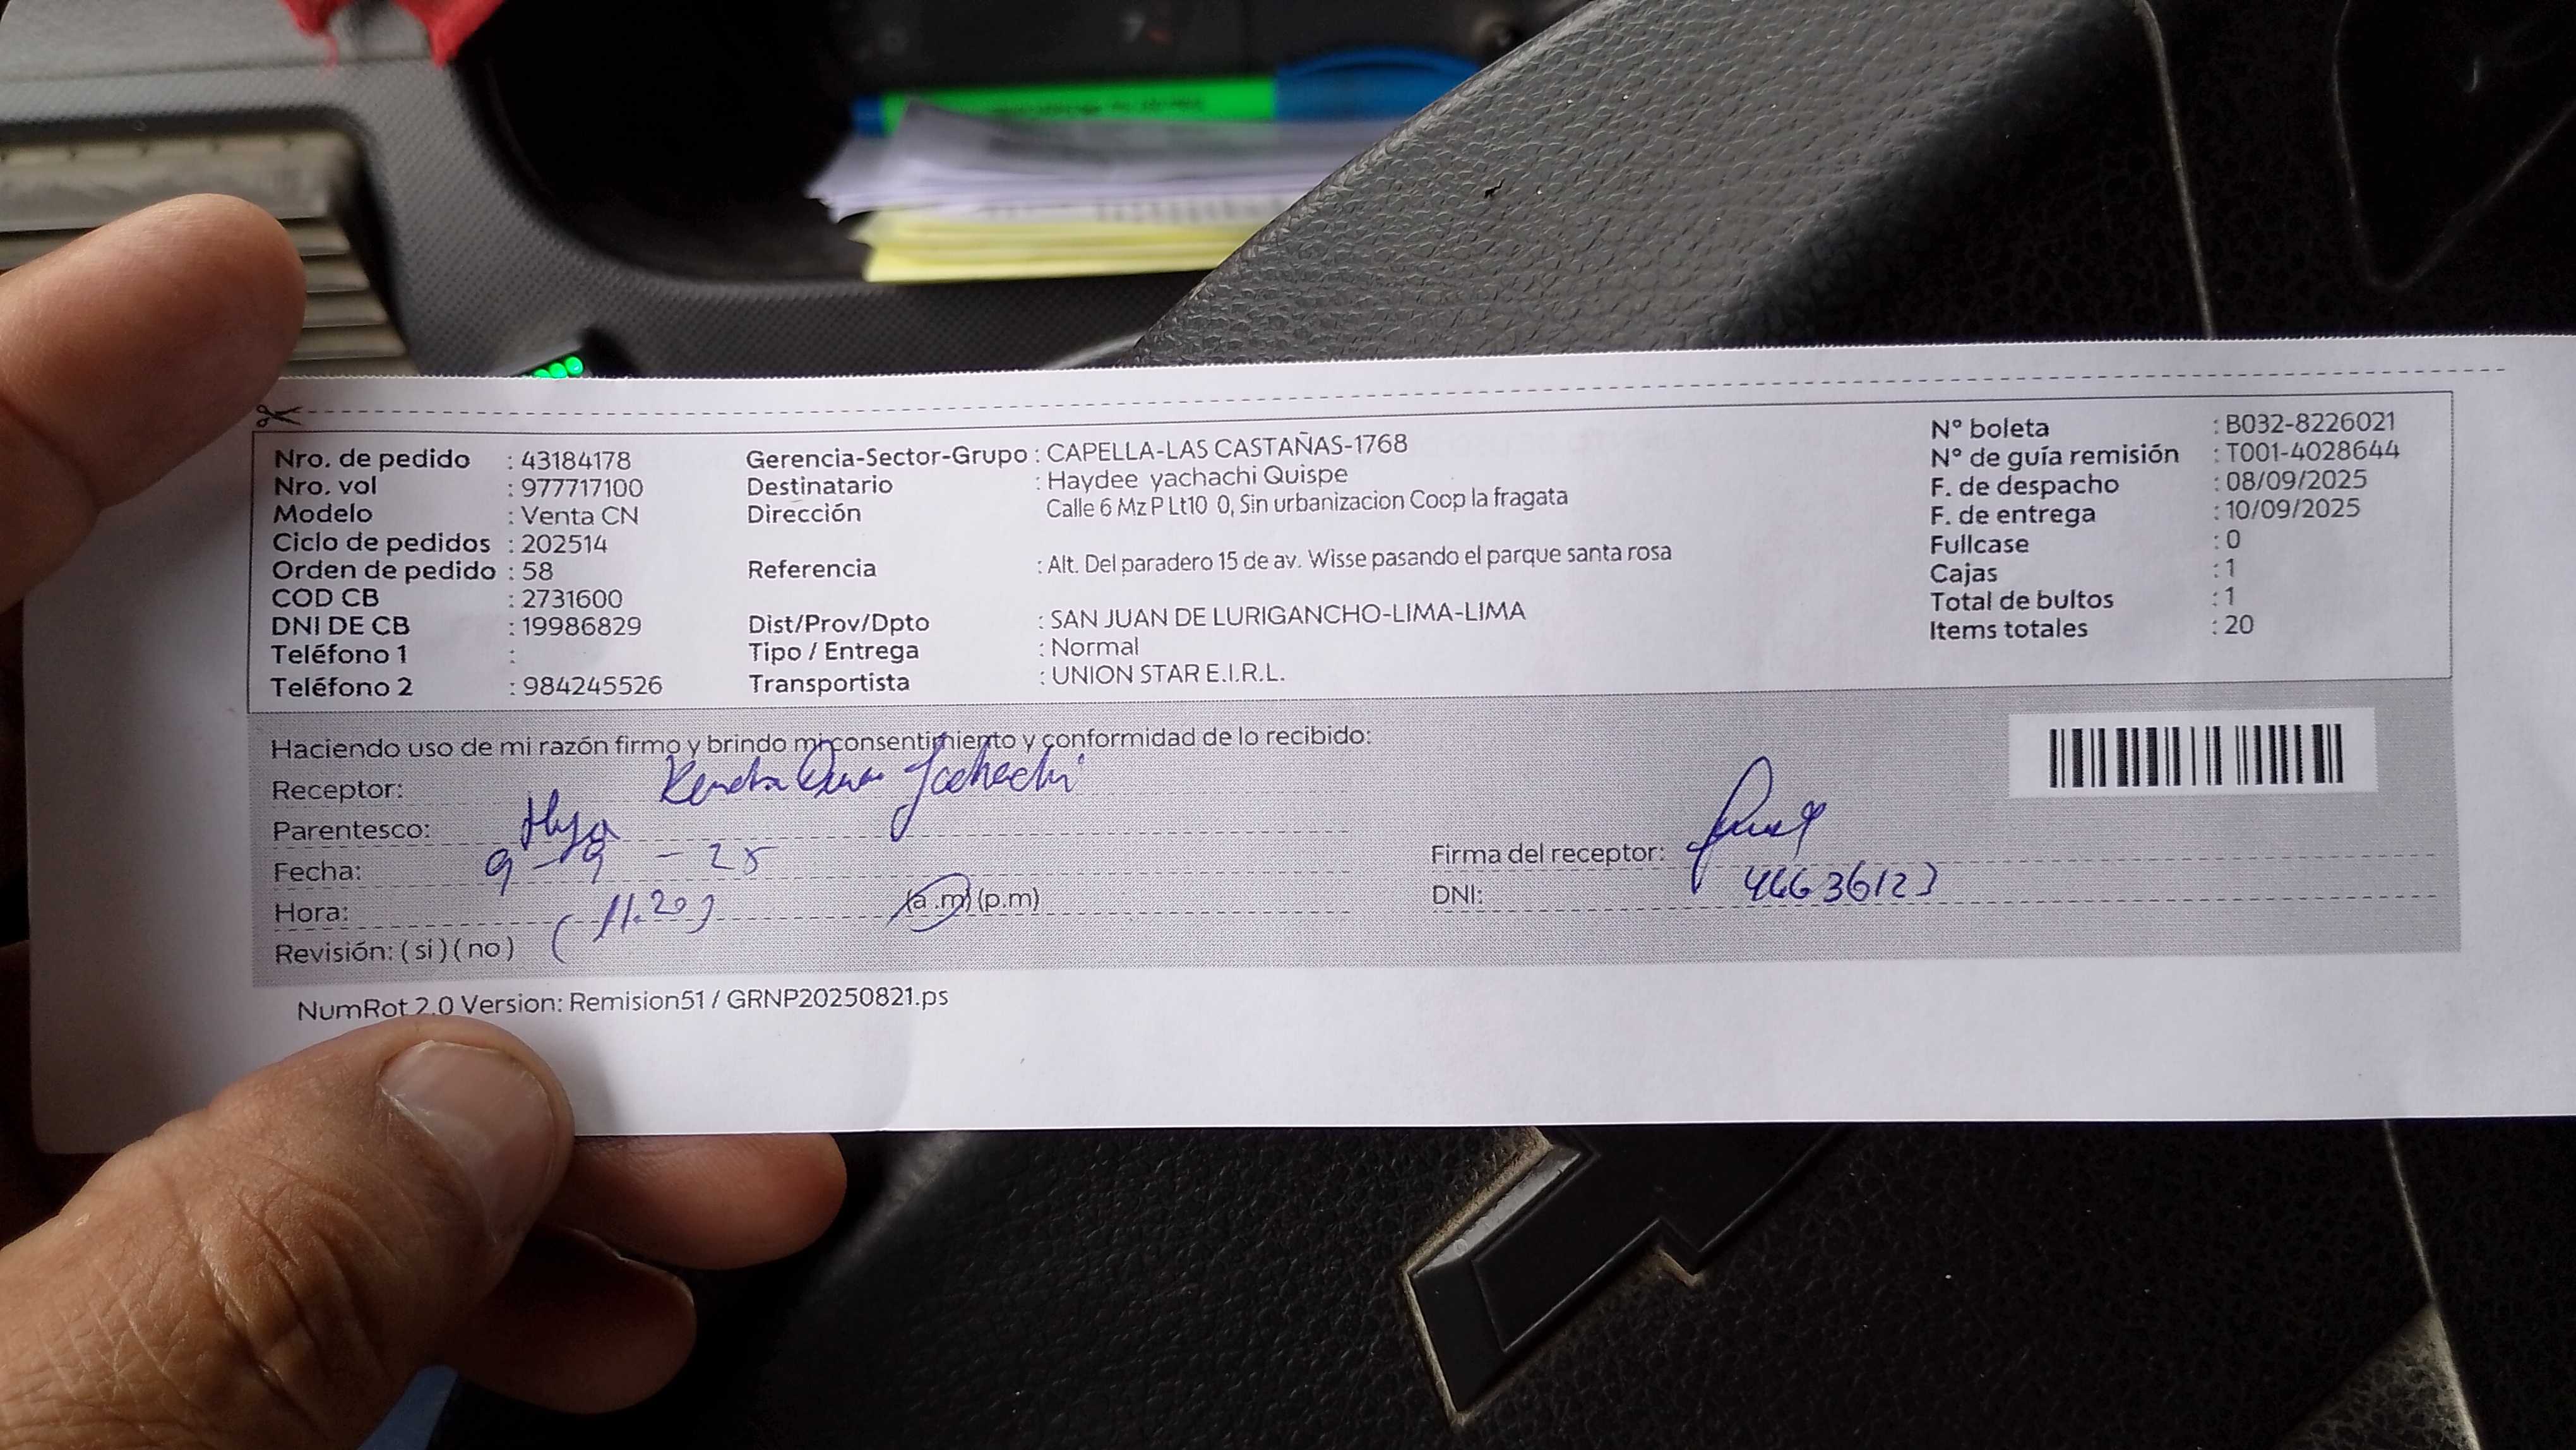 Nro. de pedido : 43184178
Nro. vol : 977717100
Modelo : Venta CN
Ciclo de pedidos : 202514
Orden de pedido : 58
COD CB : 2731600
DNI DE CB : 19986829
Teléfono 1 :
Teléfono 2 : 984245526
Gerencia-Sector-Grupo : CAPELLA-LAS CASTAÑAS-1768
Destinatario : Haydee yachachi Quispe
Dirección Calle 6 Mz P Lt10 0, Sin urbanizacion Coop la fragata
Referencia : Alt. Del paradero 15 de av. Wisse pasando el parque santa rosa
Dist/Prov/Dpto : SAN JUAN DE LURIGANCHO-LIMA-LIMA
Tipo / Entrega : Normal
Transportista : UNION STAR E.I.R.L.
N° boleta : B032-8226021
N° de guía remisión : T001-4028644
F. de despacho : 08/09/2025
F. de entrega : 10/09/2025
Fullcase : 0
Cajas : 1
Total de bultos : 1
Items totales : 20
Haciendo uso de mi razón firmo y brindo mi consentimiento y conformidad de lo recibido:
Receptor: Yachachi
Parentesco: Hija
Fecha: 9-9-25
Hora: (11.20) (a.m) (p.m)
Revisión: (si) (no)
Firma del receptor:
DNI: 46636123
NumRot 2.0 Version: Remision51 / GRNP20250821.ps